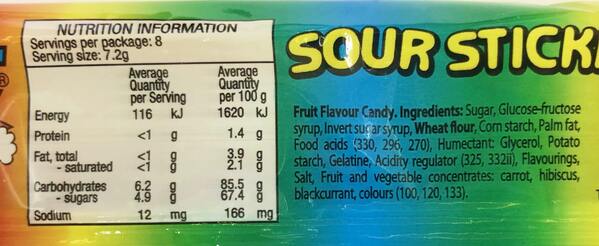 NUTRITION INFORMATION
Servings per package: 8
Serving size: 7.2g
Average Quantity per Serving Average Quantity per 100 g
Energy 116 kJ 1620 kJ
Protein <1 g 1.4 g
Fat, total <1 g 3.9 g
- saturated <1 g 2.1 g
Carbohydrates 6.2 g 85.5 g
- sugars 4.9 g 67.4 g
Sodium 12 mg 166 mg
SOUR STICK
Fruit Flavour Candy. Ingredients: Sugar, Glucose-fructose
syrup, Invert sugar syrup, Wheat flour, Corn starch, Palm fat,
Food acids (330, 296, 270), Humectant: Glycerol, Potato
starch, Gelatine, Acidity regulator (325, 332ii), Flavourings,
Salt, Fruit and vegetable concentrates: carrot, hibiscus,
blackcurrant, colours (100, 120, 133).